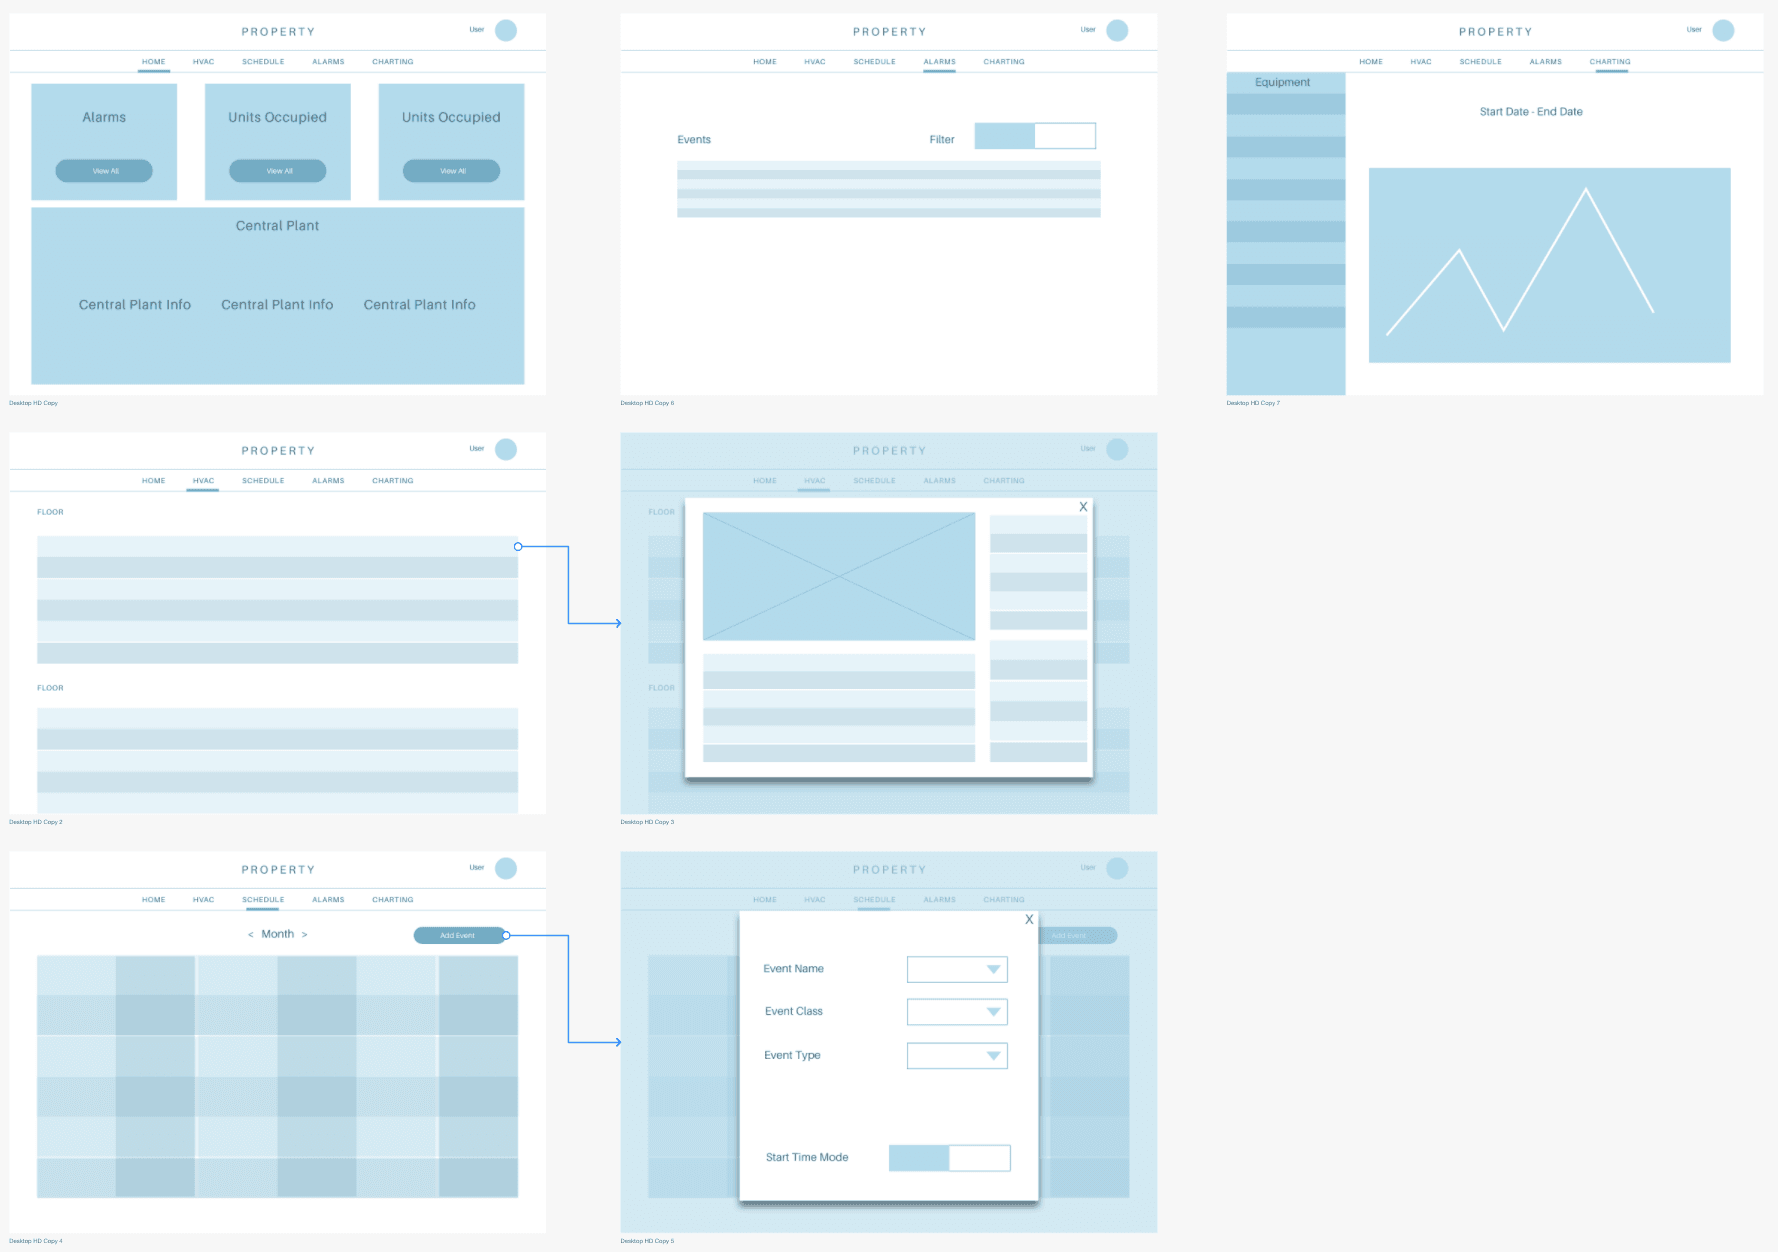 PROPERTY
User
HOME HVAC SCHEDULE ALARMS CHARTING
Alarms
View All
Units Occupied
View All
Units Occupied
View All
Central Plant
Central Plant Info Central Plant Info Central Plant Info
Desktop HD Copy
PROPERTY
User
HOME HVAC SCHEDULE ALARMS CHARTING
Events
Filter
Desktop HD Copy 6
PROPERTY
User
HOME HVAC SCHEDULE ALARMS CHARTING
Equipment
Start Date - End Date
Desktop HD Copy 7
PROPERTY
User
HOME HVAC SCHEDULE ALARMS CHARTING
FLOOR
FLOOR
Desktop HD Copy 2
PROPERTY
User
HOME HVAC SCHEDULE ALARMS CHARTING
FLOOR
X
FLOOR
Desktop HD Copy 3
PROPERTY
User
HOME HVAC SCHEDULE ALARMS CHARTING
< Month >
Add Event
Desktop HD Copy 4
PROPERTY
User
HOME HVAC SCHEDULE ALARMS CHARTING
X
Add Event
Event Name
Event Class
Event Type
Start Time Mode
Desktop HD Copy 5